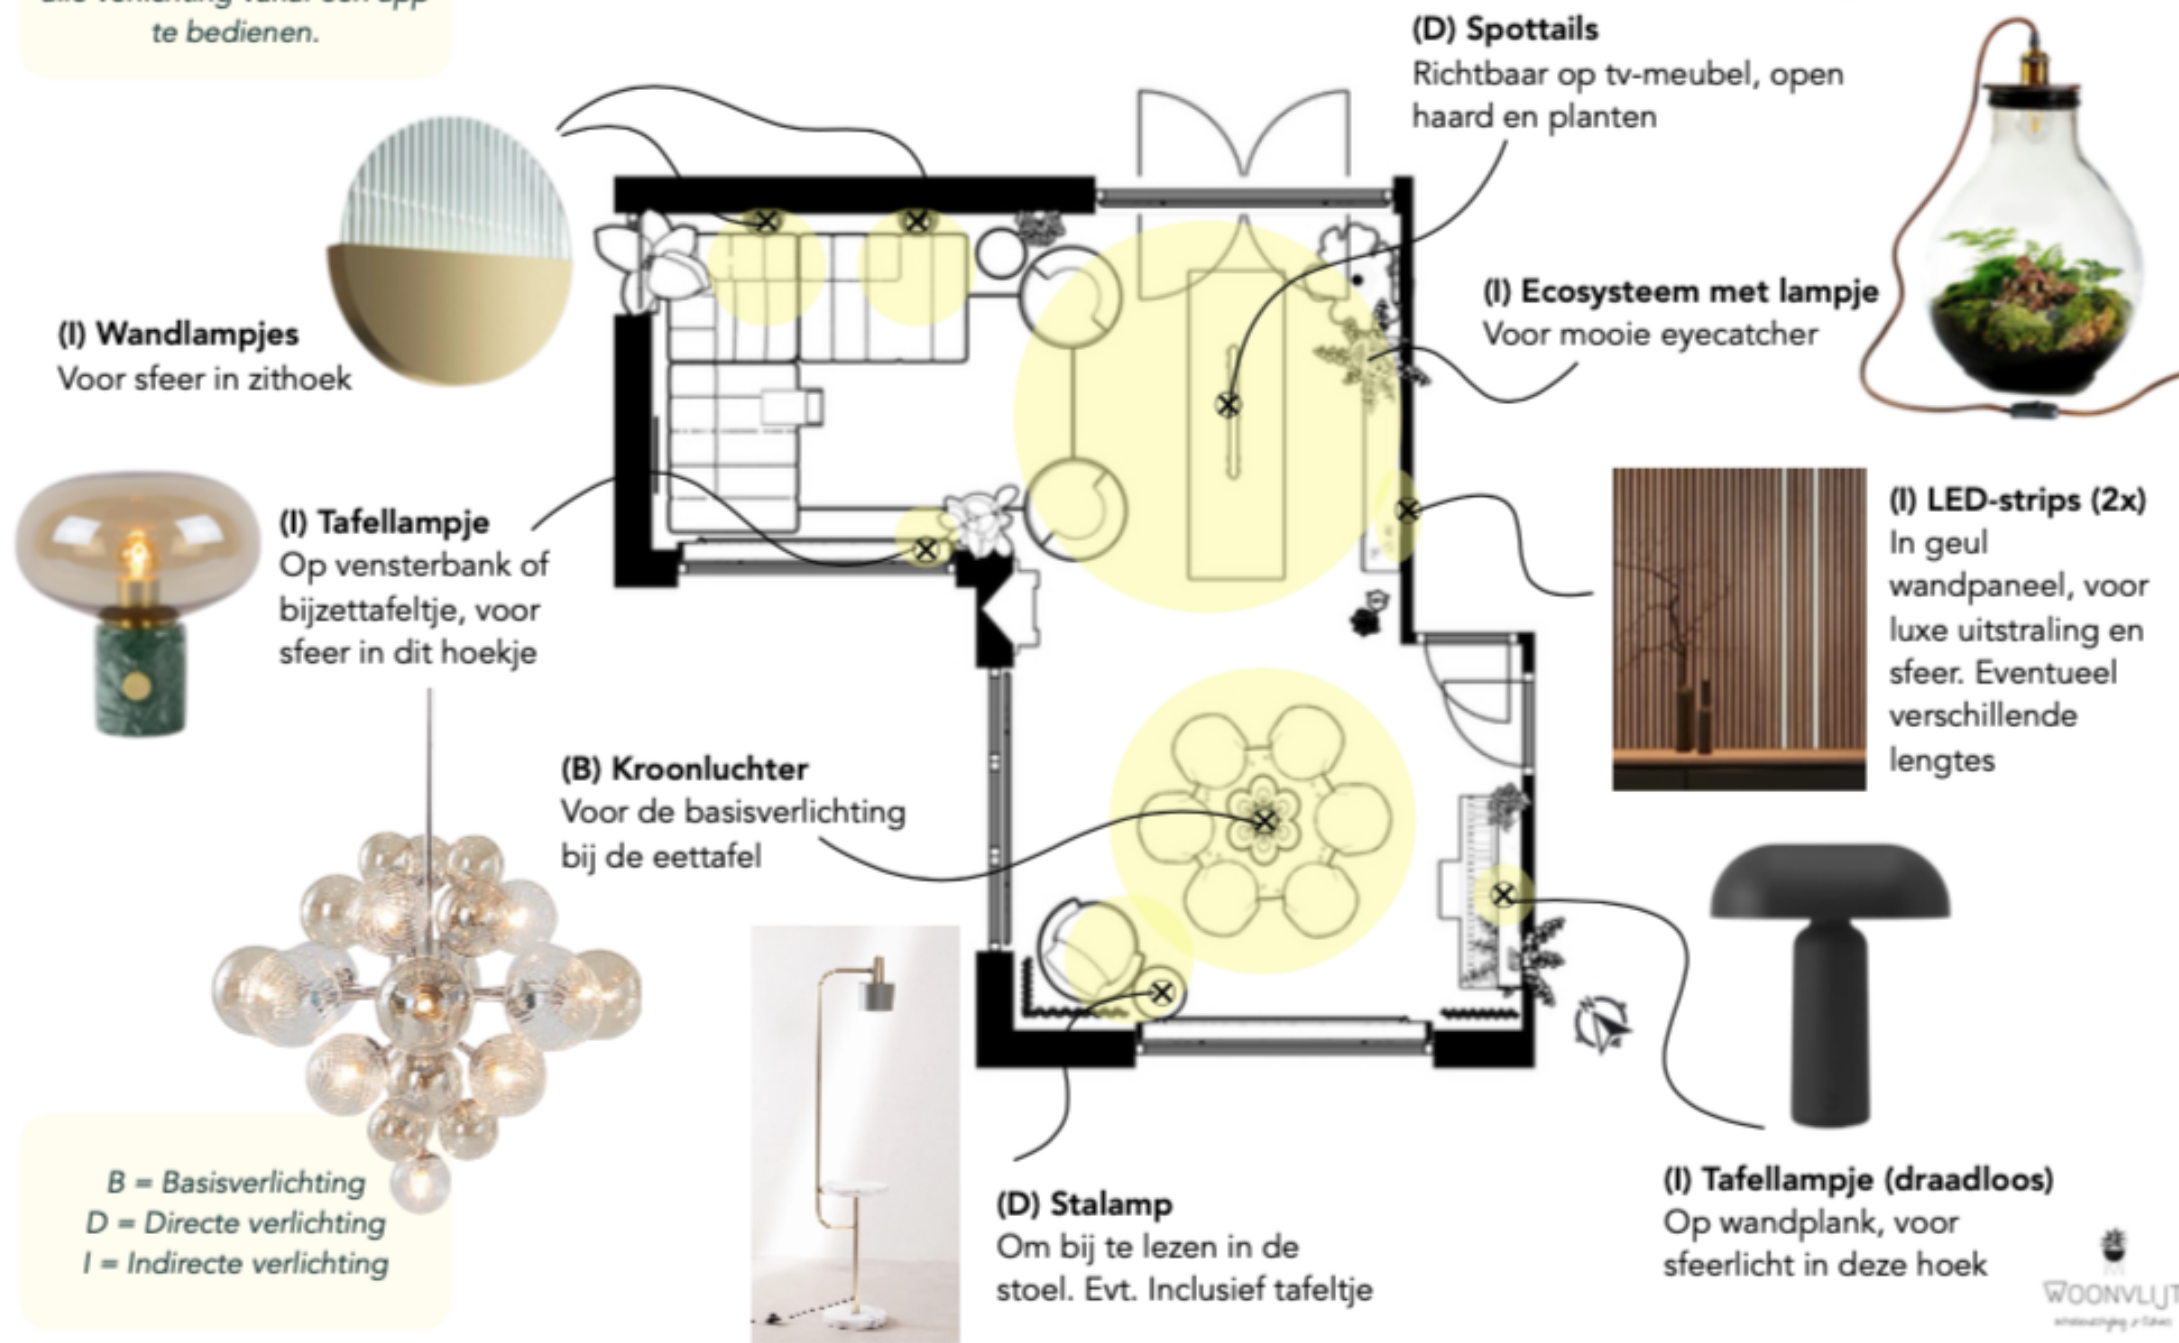 te bedienen.
(D) Spottails
Richtbaar op tv-meubel, open
haard en planten
(I) Ecosysteem met lampje
Voor mooie eyecatcher
(I) Wandlampjes
Voor sfeer in zithoek
(I) Tafellampje
Op vensterbank of
bijzettafeltje, voor
sfeer in dit hoekje
(I) LED-strips (2x)
In geul
wandpaneel, voor
luxe uitstraling en
sfeer. Eventueel
verschillende
lengtes
(B) Kroonluchter
Voor de basisverlichting
bij de eettafel
B = Basisverlichting
D = Directe verlichting
I = Indirecte verlichting
(D) Stalamp
Om bij te lezen in de
stoel. Evt. Inclusief tafeltje
(I) Tafellampje (draadloos)
Op wandplank, voor
sfeerlicht in deze hoek
WOONVLIJT